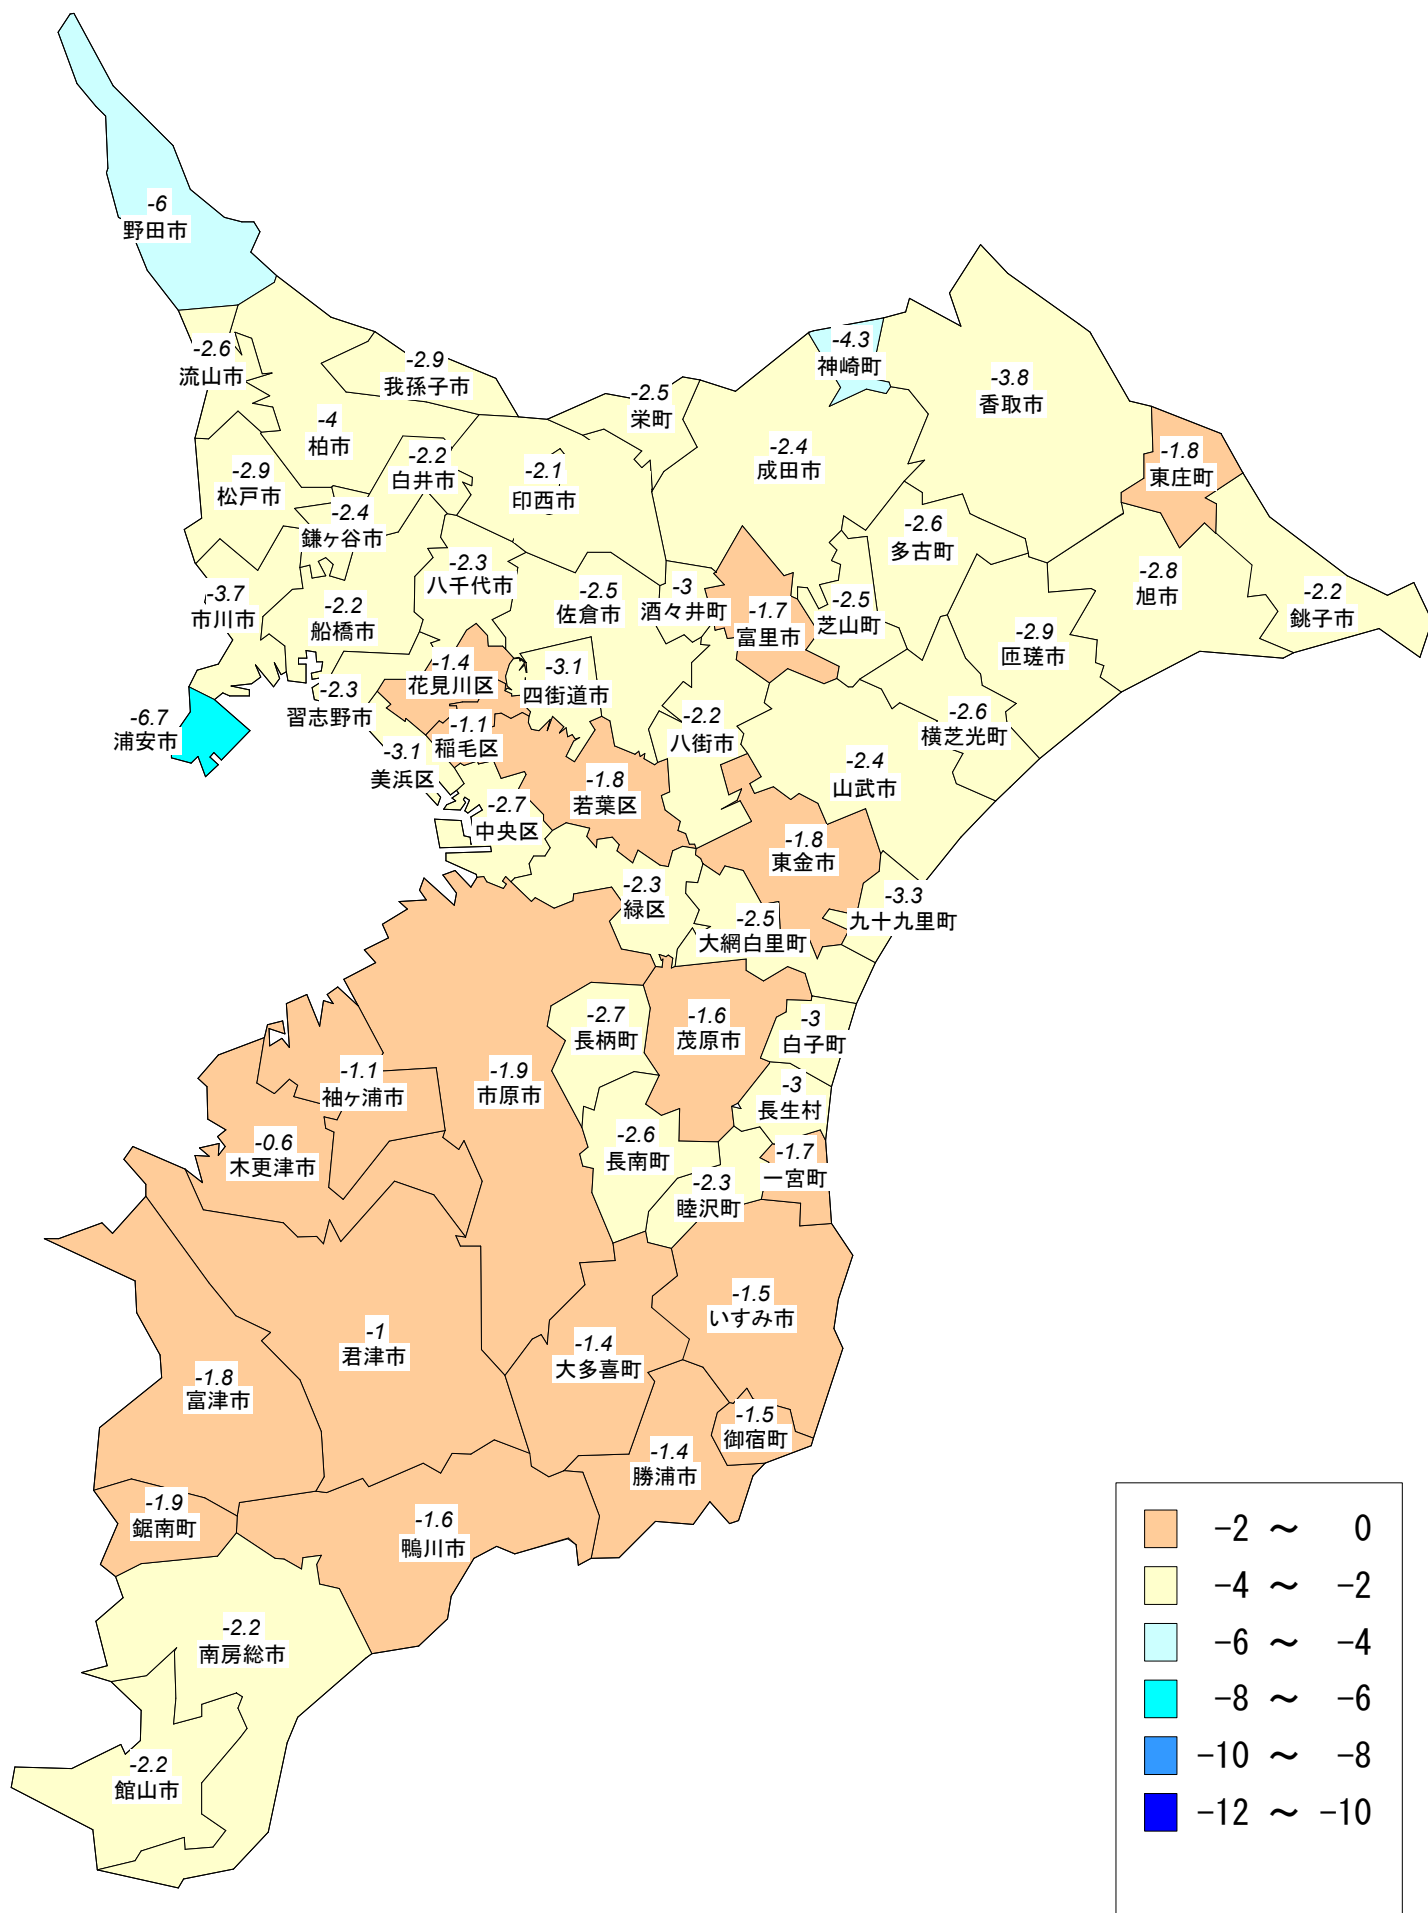 -6
野田市
-2.6
流山市
-2.9
我孫子市
-4
柏市
-2.5
栄町
-4.3
神崎町
-3.8
香取市
-2.9
松戸市
-2.2
白井市
-2.1
印西市
-2.4
成田市
-1.8
東庄町
-2.4
鎌ヶ谷市
-2.6
多古町
-3.7
市川市
-2.2
船橋市
-2.3
八千代市
-2.5
佐倉市
-3
酒々井町
-1.7
富里市
-2.5
芝山町
-2.8
旭市
-2.2
銚子市
-2.9
匝瑳市
-6.7
浦安市
-2.3
習志野市
-1.4
花見川区
-3.1
四街道市
-1.1
稲毛区
-2.2
八街市
-2.6
横芝光町
-3.1
美浜区
-2.7
中央区
-1.8
若葉区
-2.4
山武市
-1.8
東金市
-2.3
緑区
-2.5
大網白里町
-3.3
九十九里町
-2.7
長柄町
-1.6
茂原市
-3
白子町
-1.1
袖ヶ浦市
-1.9
市原市
-3
長生村
-0.6
木更津市
-2.6
長南町
-2.3
睦沢町
-1.7
一宮町
-1.8
富津市
-1
君津市
-1.4
大多喜町
-1.5
いすみ市
-1.5
御宿町
-1.4
勝浦市
-1.9
鋸南町
-1.6
鴨川市
-2.2
南房総市
-2.2
館山市
-2 ～ 0
-4 ～ -2
-6 ～ -4
-8 ～ -6
-10 ～ -8
-12 ～ -10